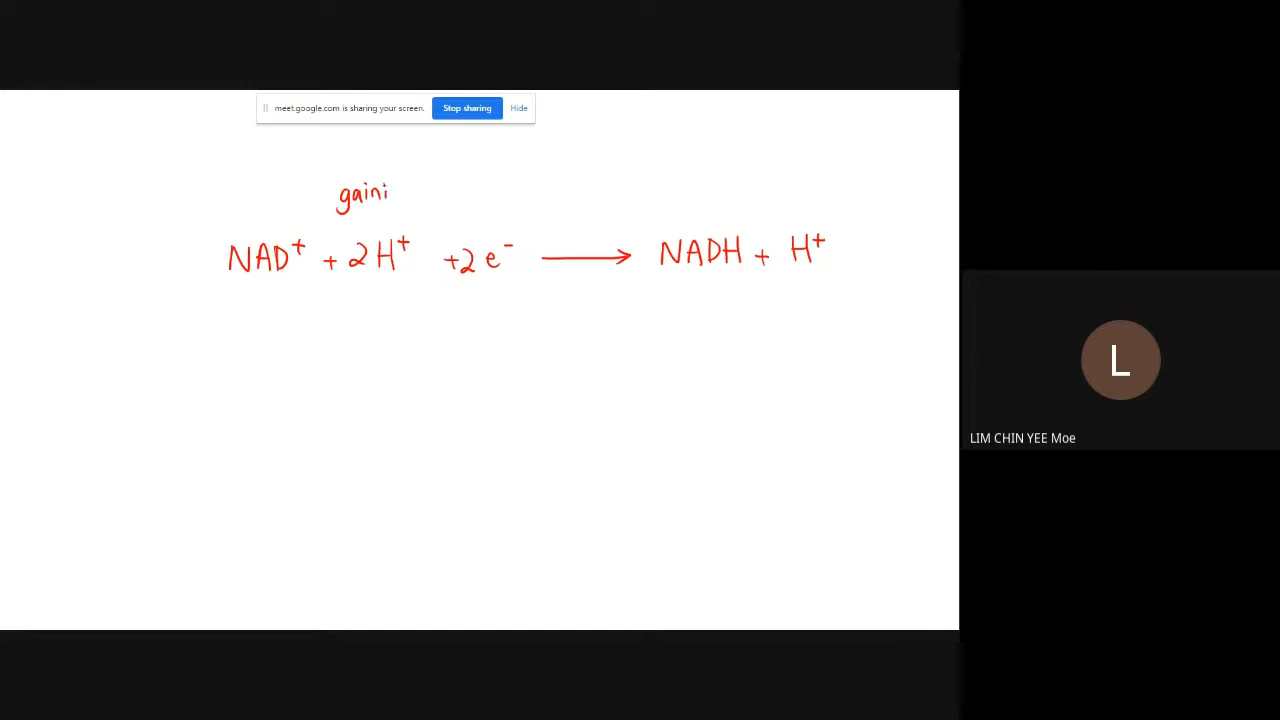 meet.google.com is sharing your screen. Stop sharing Hide
gaini
NAD⁺ + 2H⁺ +2e⁻ → NADH + H⁺
L
LIM CHIN YEE Moe